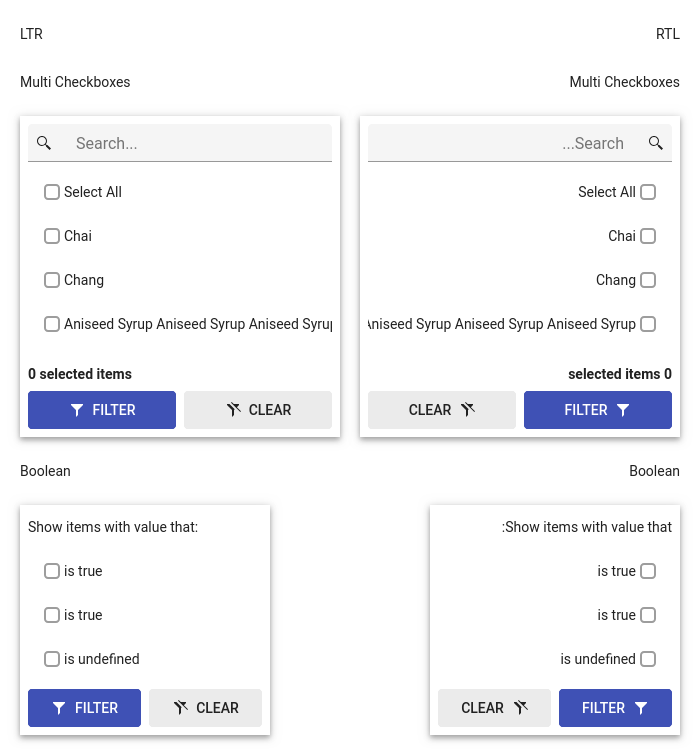 LTR
RTL
Multi Checkboxes
Multi Checkboxes
Search...
...Search
Select All
Select All
Chai
Chai
Chang
Chang
Aniseed Syrup Aniseed Syrup Aniseed Syrup
Aniseed Syrup Aniseed Syrup Aniseed Syrup
0 selected items
selected items 0
FILTER
CLEAR
CLEAR
FILTER
Boolean
Boolean
Show items with value that:
:Show items with value that
is true
is true
is true
is true
is undefined
is undefined
FILTER
CLEAR
CLEAR
FILTER